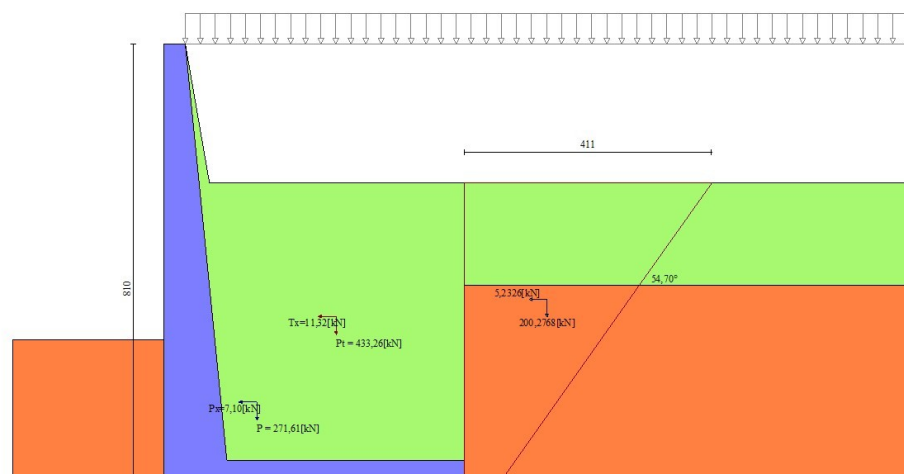 411
810
54,70°
5,2326[kN]
200,2768[kN]
Tx=11,32[kN]
Pt = 433,26[kN]
Px=7,10[kN]
P = 271,61[kN]